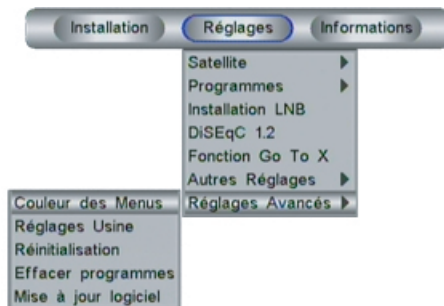 Installation
Réglages
Informations
Satellite
Programmes
Installation LNB
DiSEqC 1.2
Fonction Go To X
Autres Réglages
Réglages Avancés
Couleur des Menus
Réglages Usine
Réinitialisation
Effacer programmes
Mise à jour logiciel